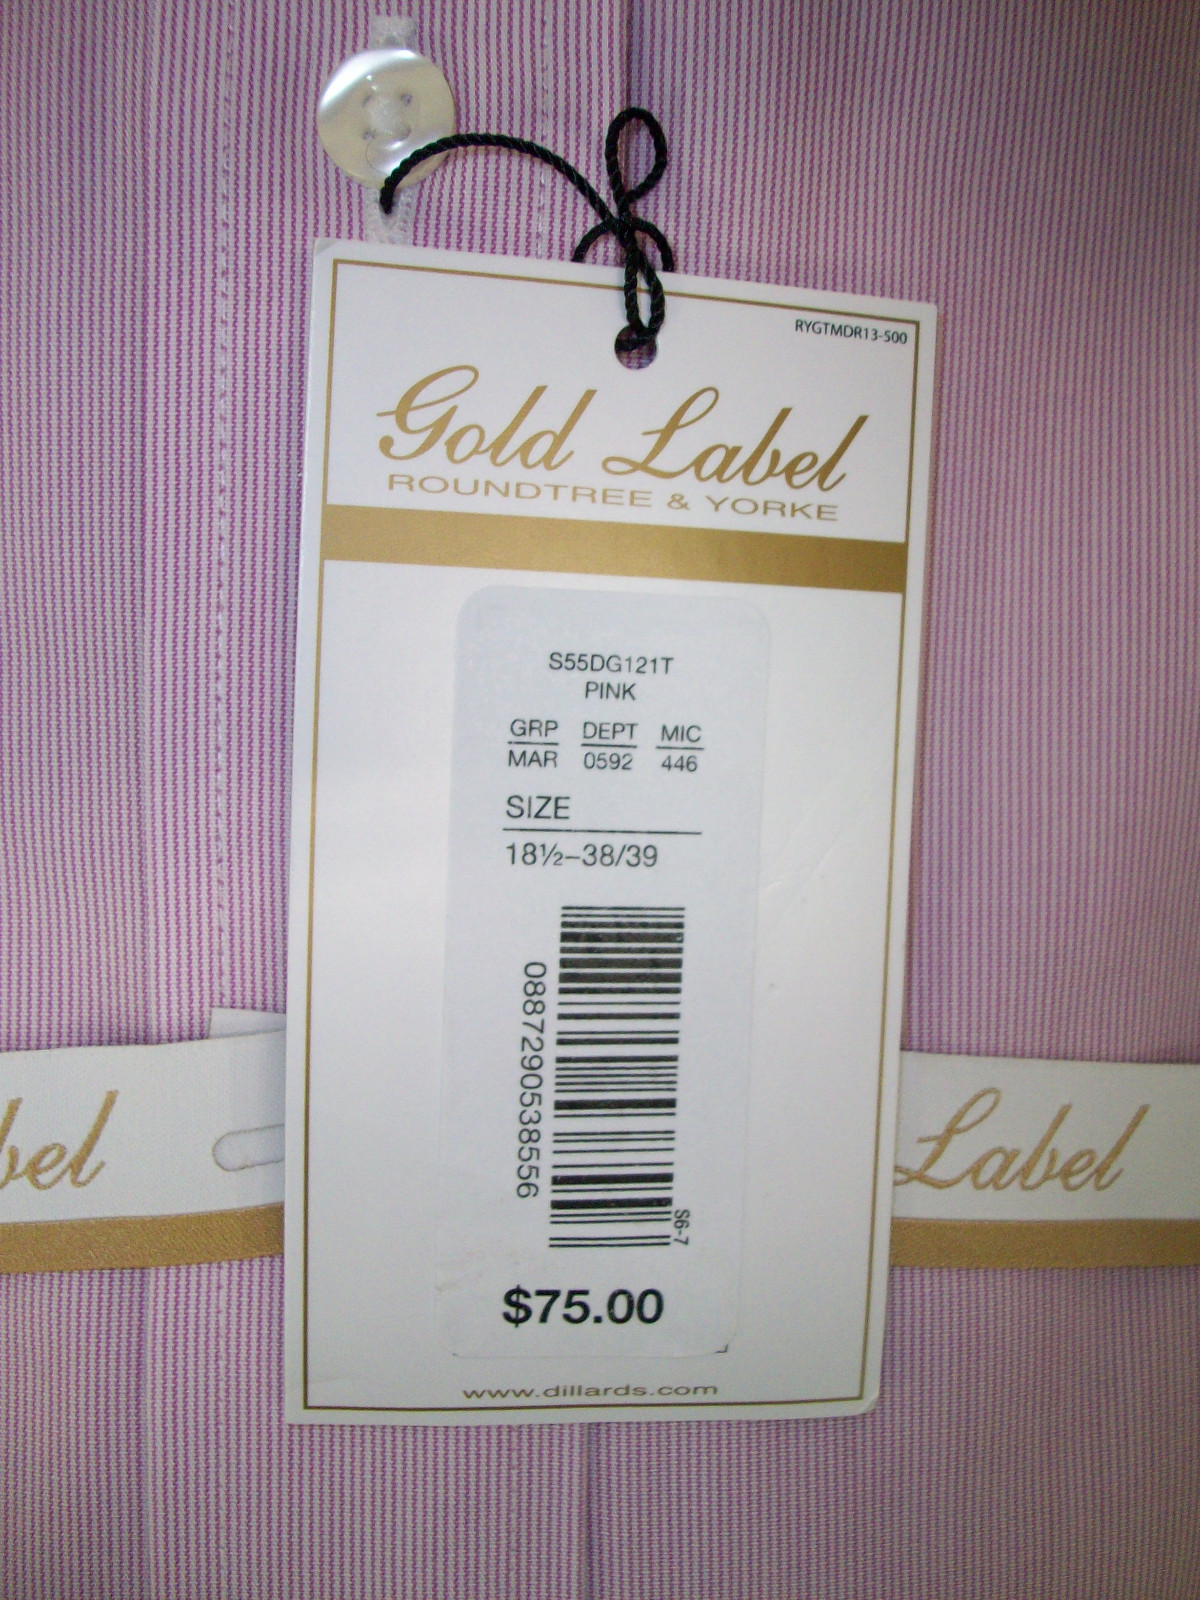 RYGTMDR13-500
Gold Label
ROUNDTREE & YORKE
S55DG121T
PINK
GRP DEPT MIC
MAR 0592 446
SIZE
18½-38/39
0887290538556
S6-7
$75.00
www.dillards.com
bel
Label